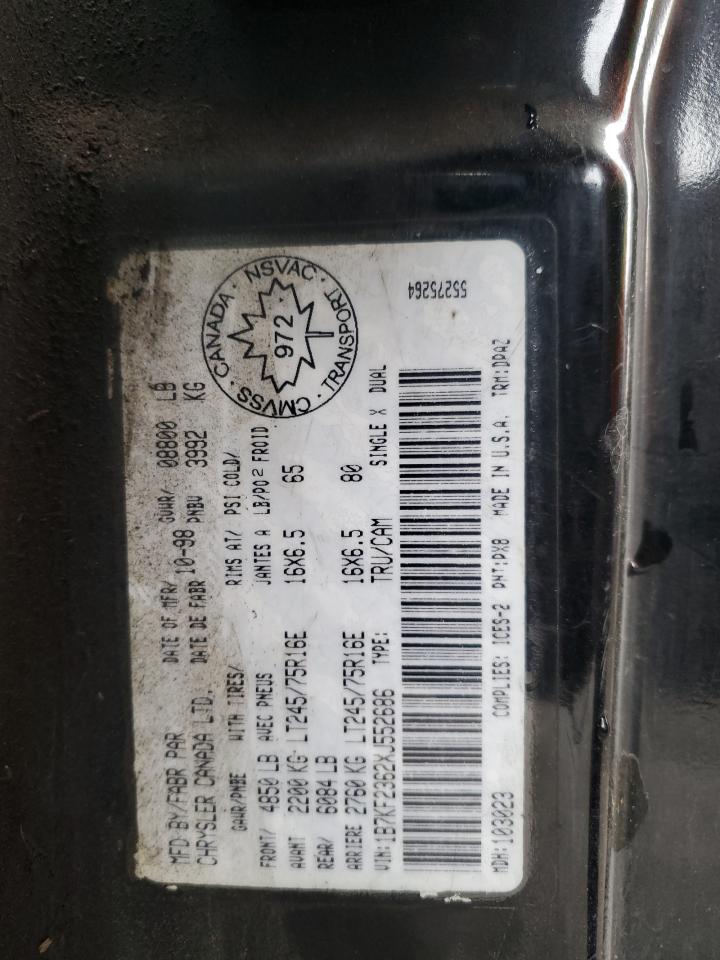 MFD BY/FABR PAR DATE OF MFR/ GVWR/ 08800 LB
CHRYSLER CANADA LTD. DATE DE FABR 10-98 PNBV 3992 KG
GAWR/PNBE WITH TIRES/ RIMS AT/ PSI COLD/
FRONT/ 4850 LB AVEC PNEUS JANTES A LB/PO2 FROID
AVANT 2200 KG LT245/75R16E 16X6.5 65
REAR/ 6084 LB
ARRIERE 2760 KG LT245/75R16E 16X6.5 80
VIN: 1B7KF2362XJ552686 TYPE: TRU/CAM SINGLE X DUAL
MDH:103023 COMPLIES: ICES-2 PNT:PX8 MADE IN U.S.A. TRM:DPAZ
CANADA · NSVAC · TRANSPORT · CMVSS
972
55275264